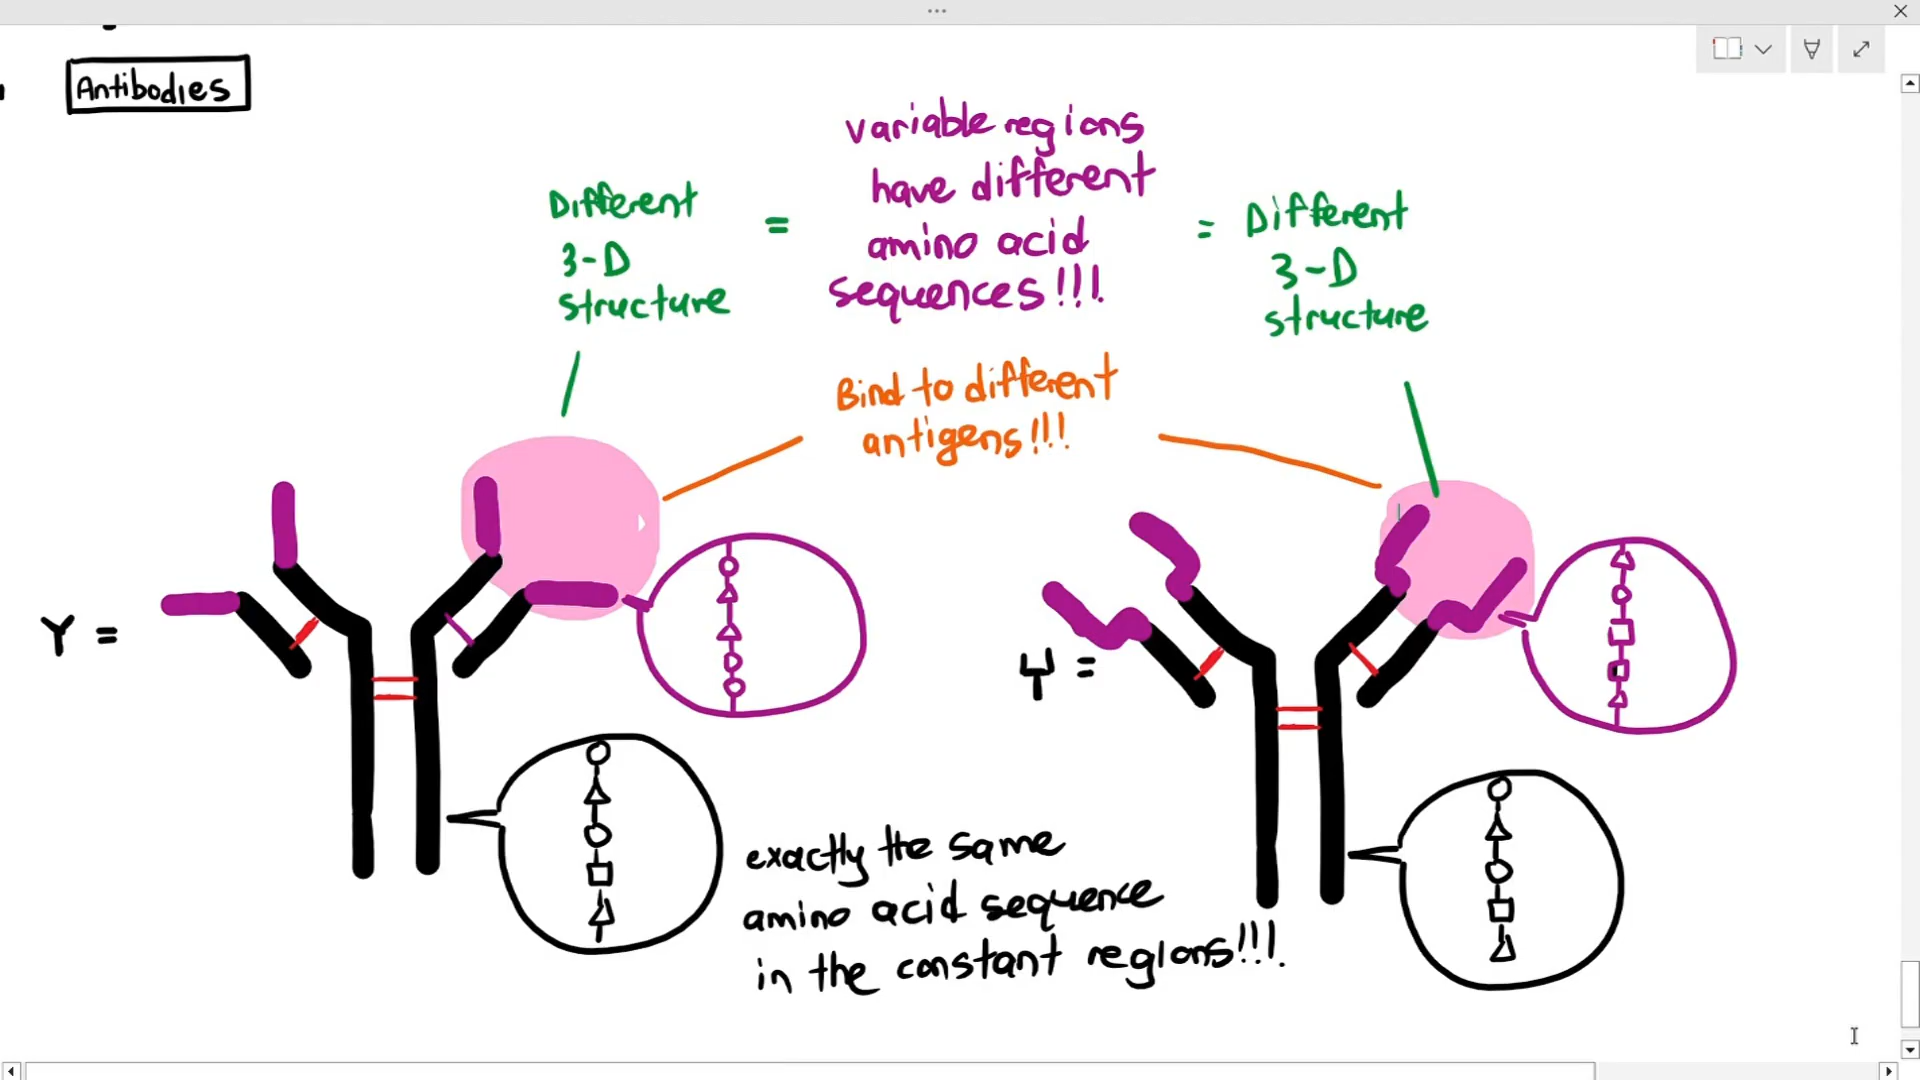 Antibodies
variable regions
have different
amino acid
sequences!!!
Different
3-D
structure
=
= Different
3-D
structure
Bind to different
antigens!!!
Y =
Ψ =
exactly the same
amino acid sequence
in the constant regions!!!